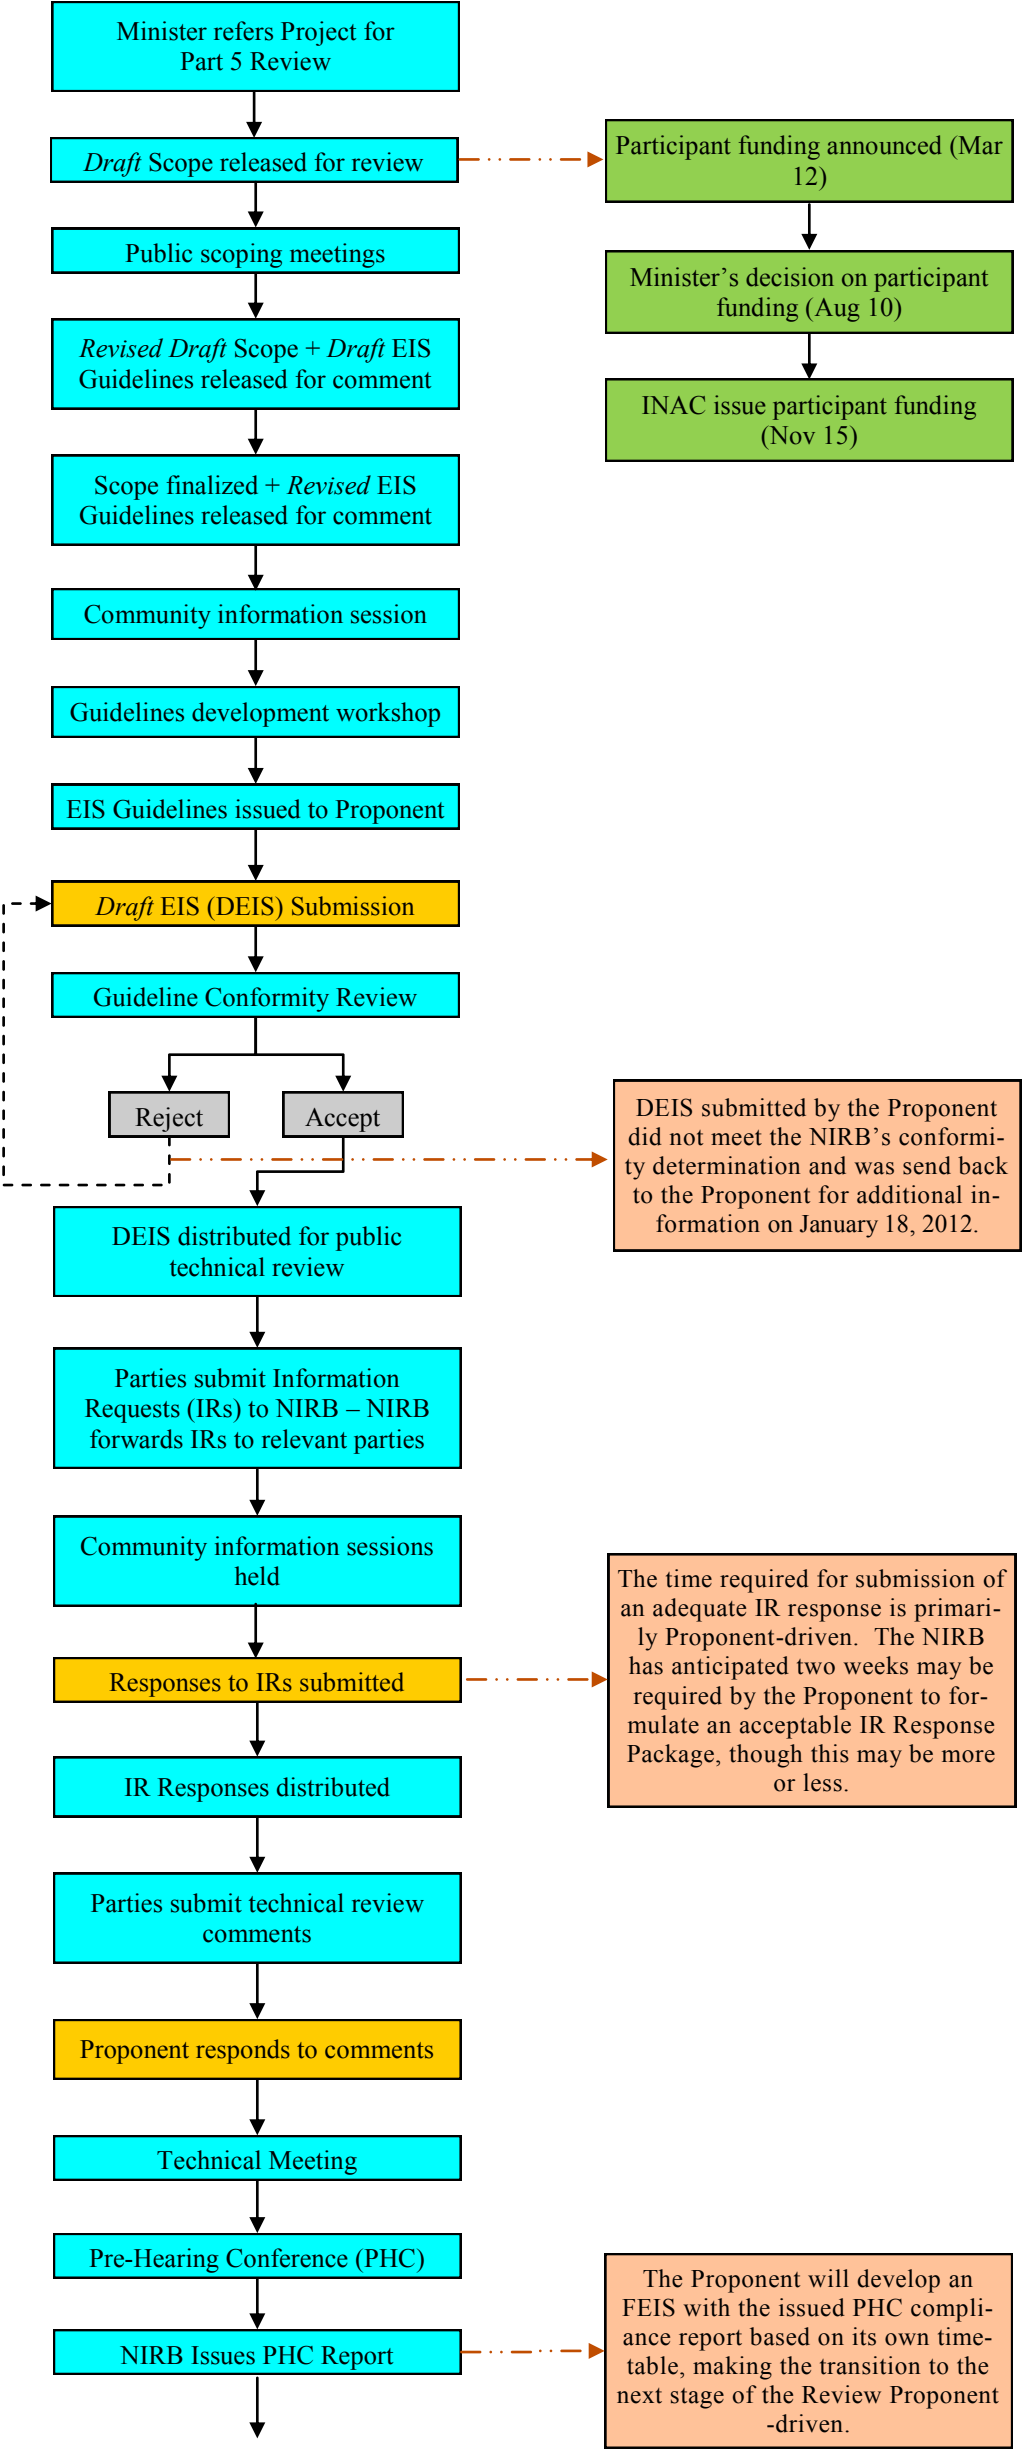 Minister refers Project for
Part 5 Review
Draft Scope released for review
Participant funding announced (Mar
12)
Public scoping meetings
Minister's decision on participant
funding (Aug 10)
Revised Draft Scope + Draft EIS
Guidelines released for comment
INAC issue participant funding
(Nov 15)
Scope finalized + Revised EIS
Guidelines released for comment
Community information session
Guidelines development workshop
EIS Guidelines issued to Proponent
Draft EIS (DEIS) Submission
Guideline Conformity Review
Reject
Accept
DEIS submitted by the Proponent
did not meet the NIRB's conformi-
ty determination and was send back
to the Proponent for additional in-
formation on January 18, 2012.
DEIS distributed for public
technical review
Parties submit Information
Requests (IRs) to NIRB – NIRB
forwards IRs to relevant parties
Community information sessions
held
The time required for submission of
an adequate IR response is primari-
ly Proponent-driven.  The NIRB
has anticipated two weeks may be
required by the Proponent to for-
mulate an acceptable IR Response
Package, though this may be more
or less.
Responses to IRs submitted
IR Responses distributed
Parties submit technical review
comments
Proponent responds to comments
Technical Meeting
Pre-Hearing Conference (PHC)
NIRB Issues PHC Report
The Proponent will develop an
FEIS with the issued PHC compli-
ance report based on its own time-
table, making the transition to the
next stage of the Review Proponent
-driven.